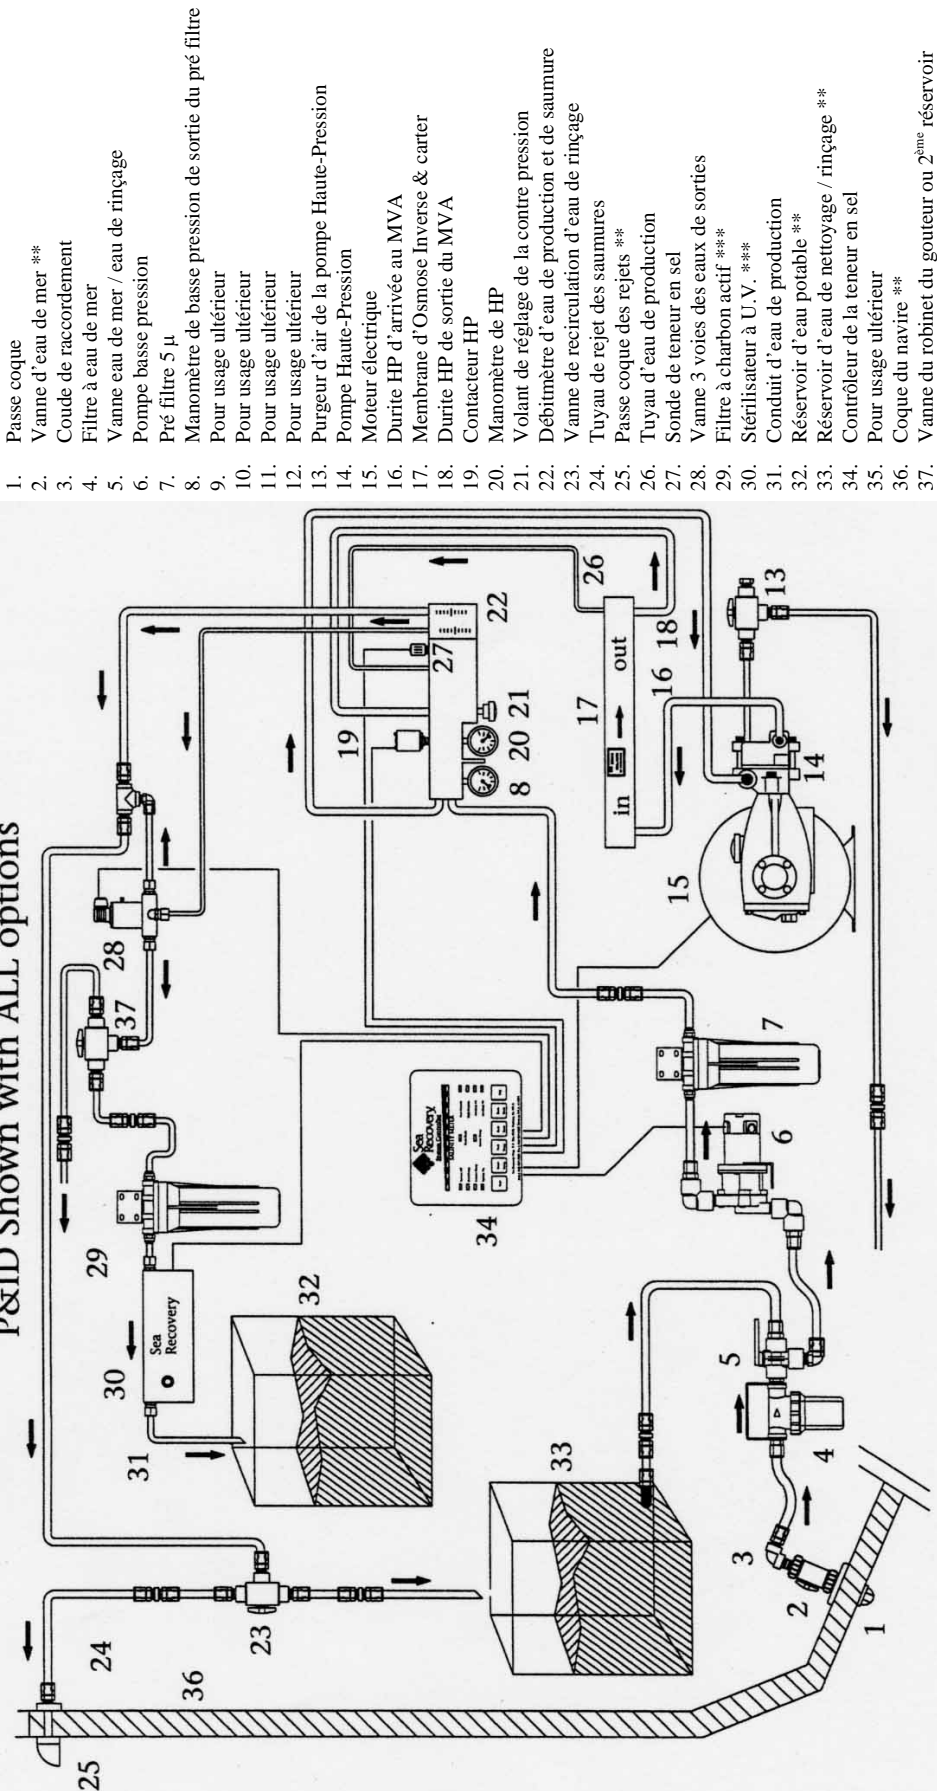 P&ID Shown with ALL options
25
24
36
23
31
30
29
37
28
Sea
Recovery
32
33
34
Sea
Recovery
19
27
22
8
20
21
in
17
out
16
18
26
15
14
13
1
2
3
4
5
6
7
1. Passe coque
2. Vanne d'eau de mer **
3. Coude de raccordement
4. Filtre à eau de mer
5. Vanne eau de mer / eau de rinçage
6. Pompe basse pression
7. Pré filtre 5 µ
8. Manomètre de basse pression de sortie du pré filtre
9. Pour usage ultérieur
10. Pour usage ultérieur
11. Pour usage ultérieur
12. Pour usage ultérieur
13. Purgeur d'air de la pompe Haute-Pression
14. Pompe Haute-Pression
15. Moteur électrique
16. Durite HP d'arrivée au MVA
17. Membrane d'Osmose Inverse & carter
18. Durite HP de sortie du MVA
19. Contacteur HP
20. Manomètre de HP
21. Volant de réglage de la contre pression
22. Débitmètre d'eau de production et de saumure
23. Vanne de recirculation d'eau de rinçage
24. Tuyau de rejet des saumures
25. Passe coque des rejets **
26. Tuyau d'eau de production
27. Sonde de teneur en sel
28. Vanne 3 voies des eaux de sorties
29. Filtre à charbon actif ***
30. Stérilisateur à U.V. ***
31. Conduit d'eau de production
32. Réservoir d'eau potable **
33. Réservoir d'eau de nettoyage / rinçage **
34. Contrôleur de la teneur en sel
35. Pour usage ultérieur
36. Coque du navire **
37. Vanne du robinet du gouteur ou 2ème réservoir